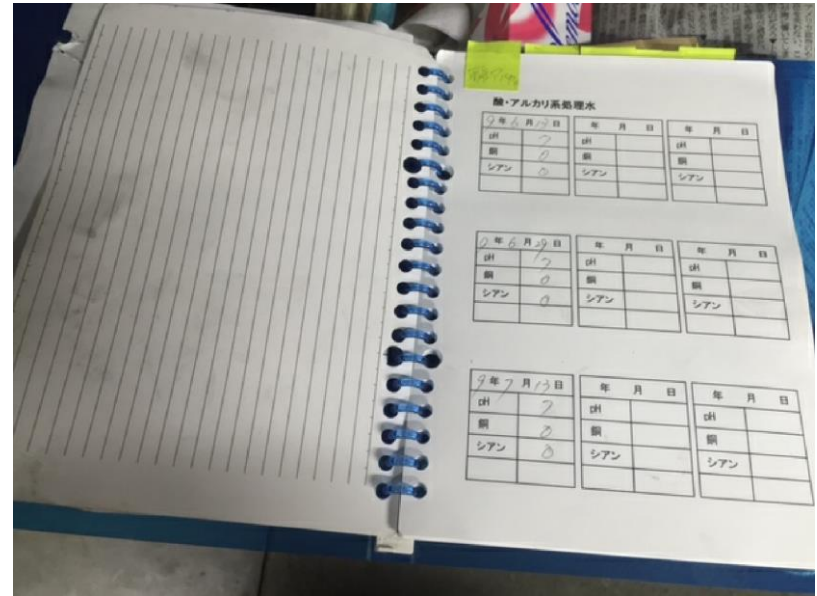 酸・アルカリ系処理水
9年6月13日 年 月 日 年 月 日
pH 7 pH pH
銅 0 銅 銅
シアン 0 シアン シアン
年6月29日 年 月 日 年 月 日
pH 7 pH pH
銅 0 銅 銅
シアン 0 シアン シアン
9年7月13日 年 月 日 年 月 日
pH 7 pH pH
銅 0 銅 銅
シアン 0 シアン シアン